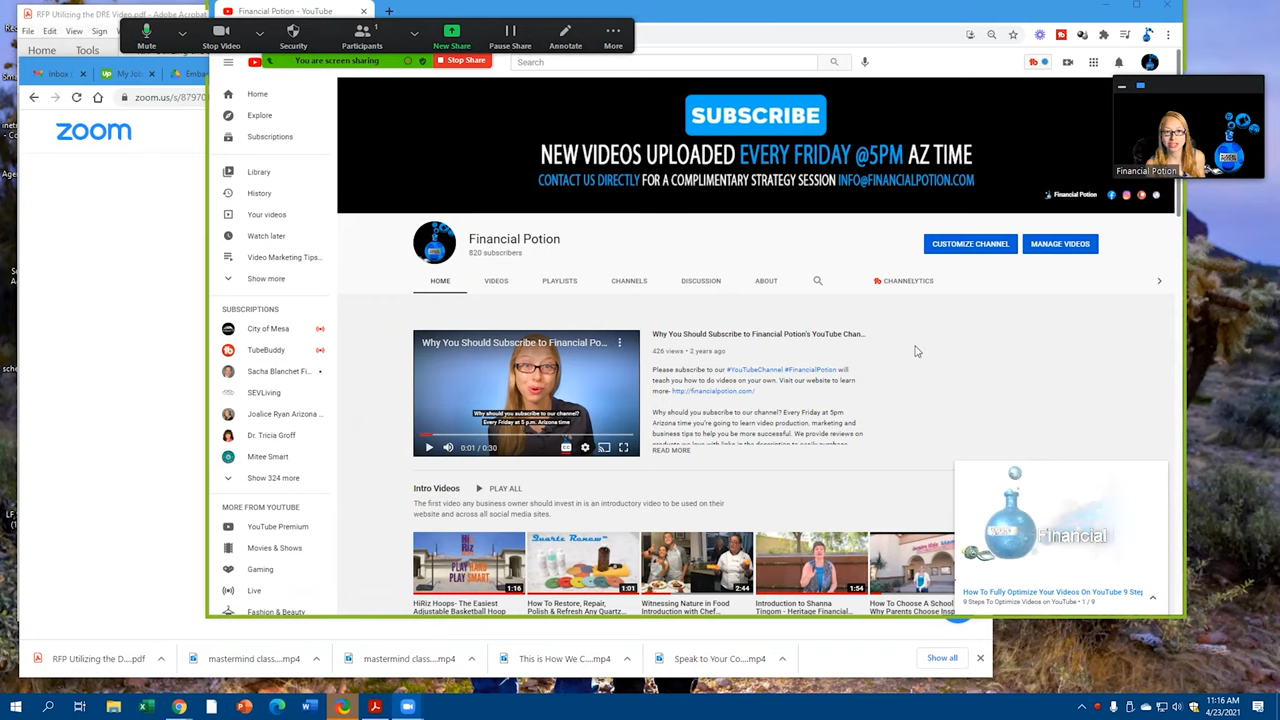 RFP Utilizing the DRE Video.pdf - Adobe Acrobat
File Edit View Sign
Home Tools
Inbox
My Jo
Emba
zoom.us/s/87970
zoom
Financial Potion - YouTube
Mute
Stop Video
Security
Participants 1
New Share
Pause Share
Annotate
More
You are screen sharing
Stop Share
Search
Home
Explore
Subscriptions
Library
History
Your videos
Watch later
Video Marketing Tips...
Show more
SUBSCRIPTIONS
City of Mesa
TubeBuddy
Sacha Blanchet Fi...
SEVLiving
Joalice Ryan Arizona ...
Dr. Tricia Groff
Mitee Smart
Show 324 more
MORE FROM YOUTUBE
YouTube Premium
Movies & Shows
Gaming
Live
Fashion & Beauty
SUBSCRIBE
NEW VIDEOS UPLOADED EVERY FRIDAY @5PM AZ TIME
CONTACT US DIRECTLY FOR A COMPLIMENTARY STRATEGY SESSION INFO@FINANCIALPOTION.COM
Financial Potion
Financial Potion
Financial Potion
820 subscribers
CUSTOMIZE CHANNEL
MANAGE VIDEOS
HOME VIDEOS PLAYLISTS CHANNELS DISCUSSION ABOUT CHANNELYTICS
Why You Should Subscribe to Financial Po...
Why should you subscribe to our channel?
Every Friday at 5 p.m. Arizona time
0:01 / 0:30
Why You Should Subscribe to Financial Potion's YouTube Chan...
426 views • 2 years ago
Please subscribe to our #YouTubeChannel #FinancialPotion will
teach you how to do videos on your own. Visit our website to learn
more- http://financialpotion.com/
Why should you subscribe to our channel? Every Friday at 5pm
Arizona time you're going to learn video production, marketing and
business tips to help you be more successful. We provide reviews on
READ MORE
Intro Videos PLAY ALL
The first video any business owner should invest in is an introductory video to be used on their
website and across all social media sites.
HiRIZ HOOPS
PLAY HARD
PLAY SMART
1:16
Quartz Renew
1:01
2:44
1:54
HiRiz Hoops- The Easiest
Adjustable Basketball Hoop
How To Restore, Repair,
Polish & Refresh Any Quartz...
Witnessing Nature in Food
Introduction with Chef...
Introduction to Shanna
Tingom - Heritage Financial...
How To Choose A School
Why Parents Choose Insp
Financial
How To Fully Optimize Your Videos On YouTube 9 Step
9 Steps To Optimize Videos on YouTube • 1 / 9
RFP Utilizing the D....pdf
mastermind class....mp4
mastermind class....mp4
This is How We C....mp4
Speak to Your Co....mp4
Show all
11:16 AM
4/23/2021